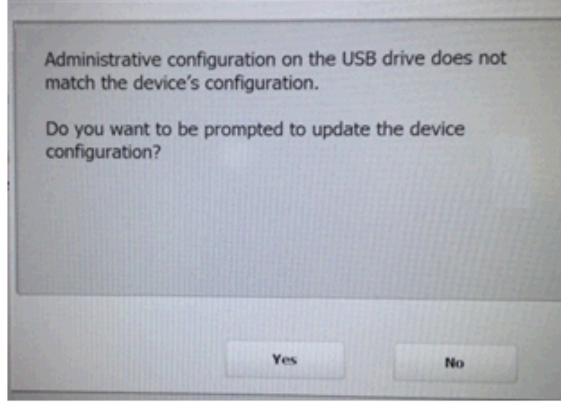 Administrative configuration on the USB drive does not
match the device's configuration.
Do you want to be prompted to update the device
configuration?
Yes
No